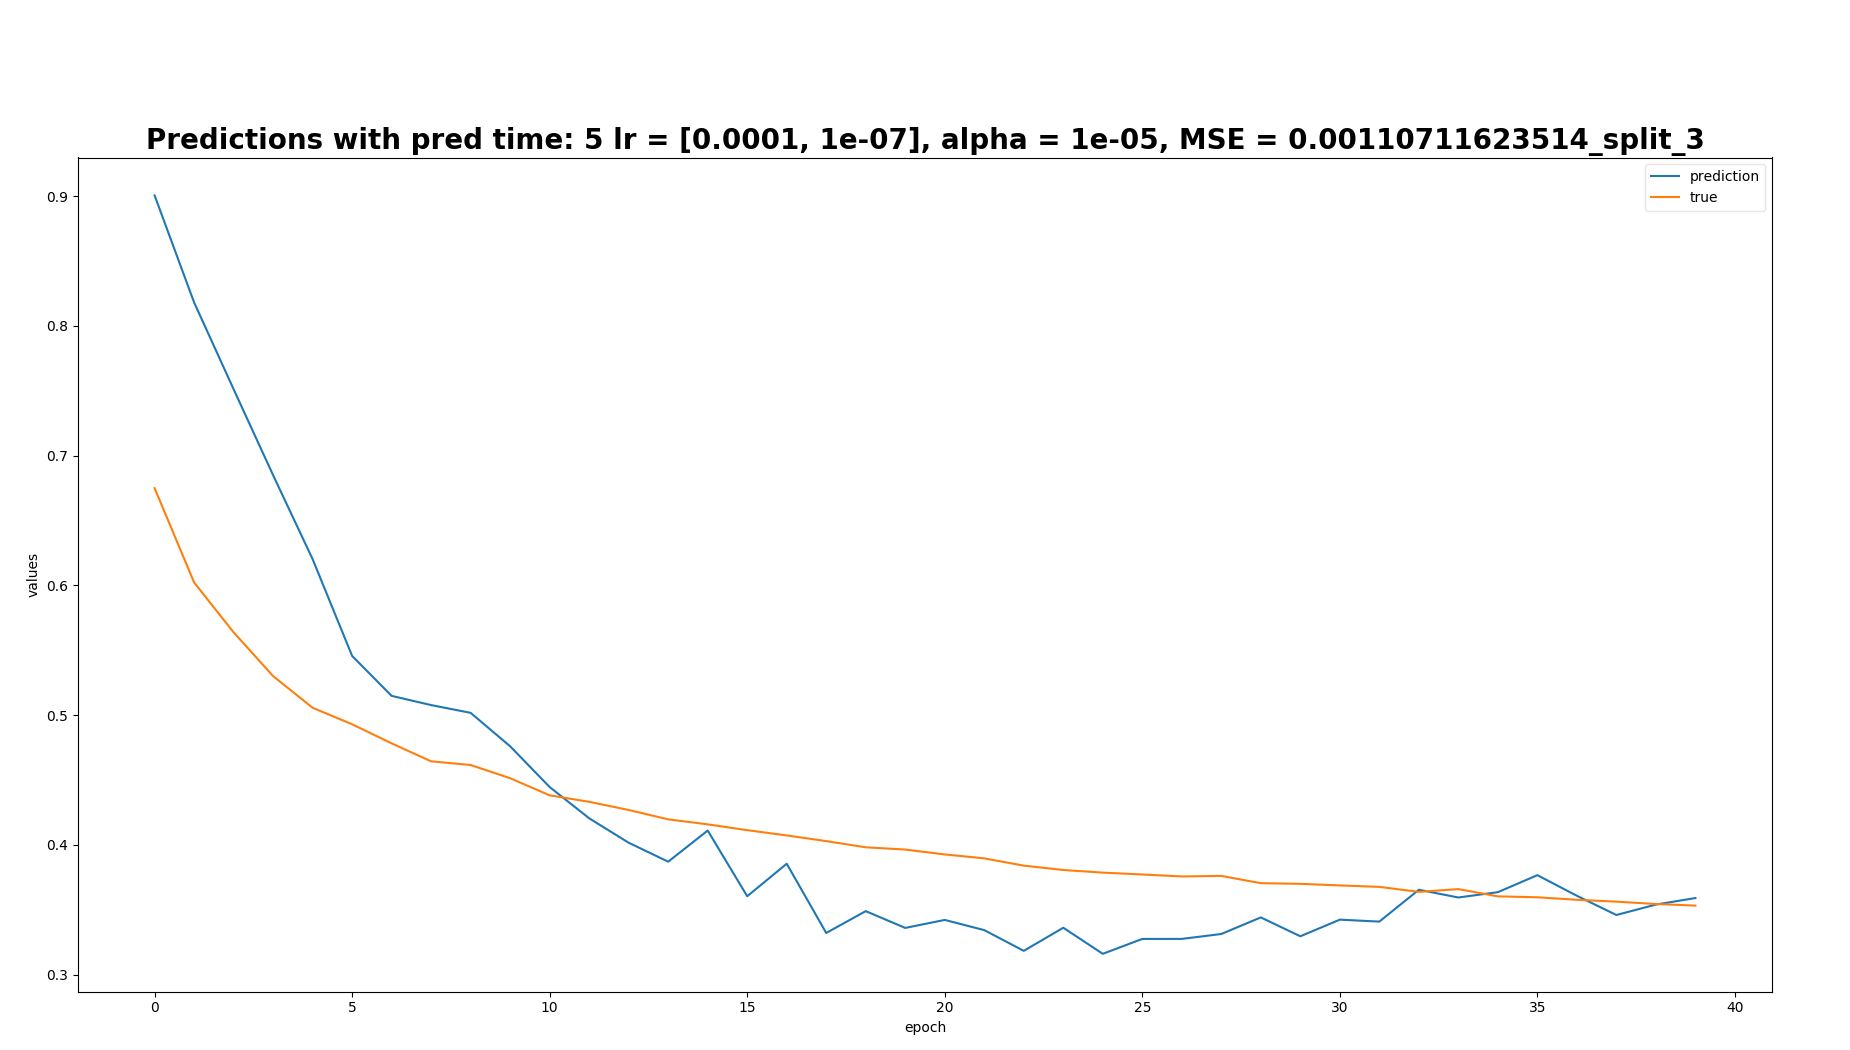 Predictions with pred time: 5 lr = [0.0001, 1e-07], alpha = 1e-05, MSE = 0.00110711623514_split_3
prediction
true
0.9
0.8
0.7
0.6
0.5
0.4
0.3
values
0 5 10 15 20 25 30 35 40
epoch